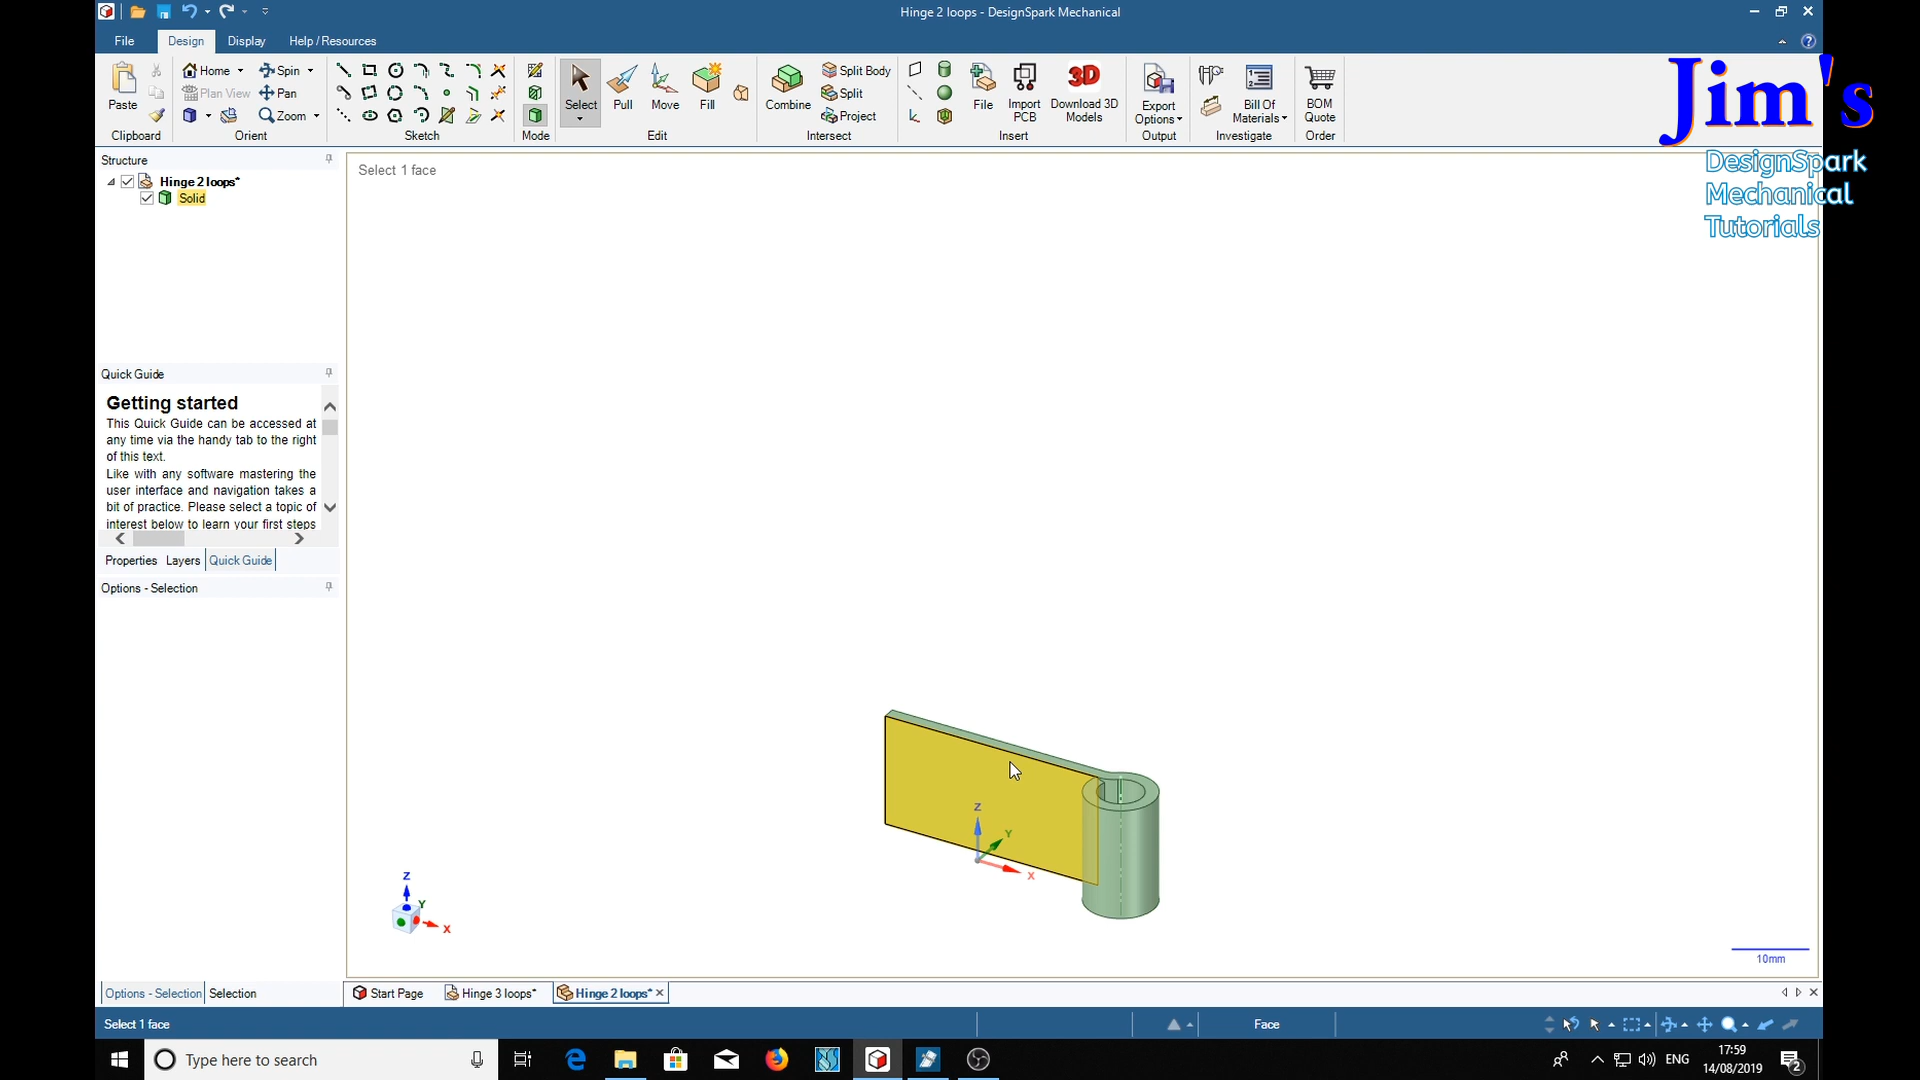 Hinge 2 loops - DesignSpark Mechanical
File Design Display Help / Resources
Paste
Clipboard
Home Spin
Plan View Pan
Zoom
Orient
Sketch
Mode
Select Pull Move Fill
Edit
Combine
Split Body
Split
Project
Intersect
File Import PCB Download 3D Models
3D
Insert
Export Options
Output
Bill Of Materials
Investigate
BOM Quote
Order
Jim's
DesignSpark
Mechanical
Tutorials
Structure
Hinge 2 loops*
Solid
Select 1 face
Quick Guide
Getting started
This Quick Guide can be accessed at
any time via the handy tab to the right
of this text.
Like with any software mastering the
user interface and navigation takes a
bit of practice. Please select a topic of
interest below to learn your first steps
Properties Layers Quick Guide
Options - Selection
Z
Y
X
Z
Y
X
10mm
Options - Selection Selection
Start Page Hinge 3 loops* Hinge 2 loops*
Select 1 face Face
Type here to search
ENG
17:59
14/08/2019
2